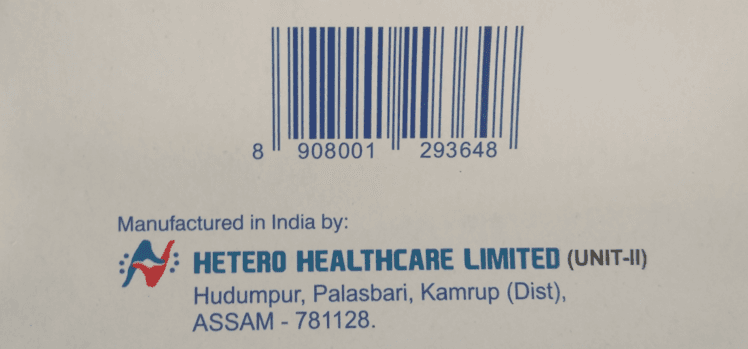 8 908001 293648
Manufactured in India by:
HETERO HEALTHCARE LIMITED (UNIT-II)
Hudumpur, Palasbari, Kamrup (Dist),
ASSAM - 781128.